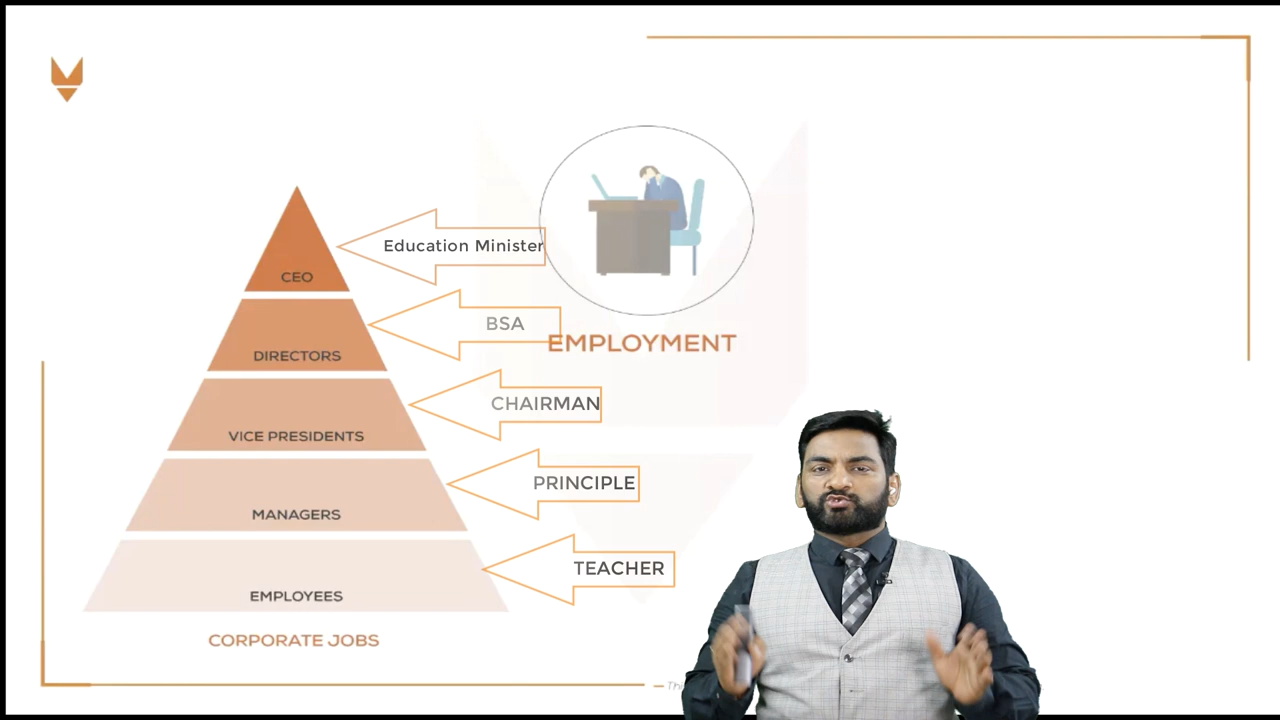 Education Minister
CEO
BSA
EMPLOYMENT
DIRECTORS
CHAIRMAN
VICE PRESIDENTS
PRINCIPLE
MANAGERS
TEACHER
EMPLOYEES
CORPORATE JOBS